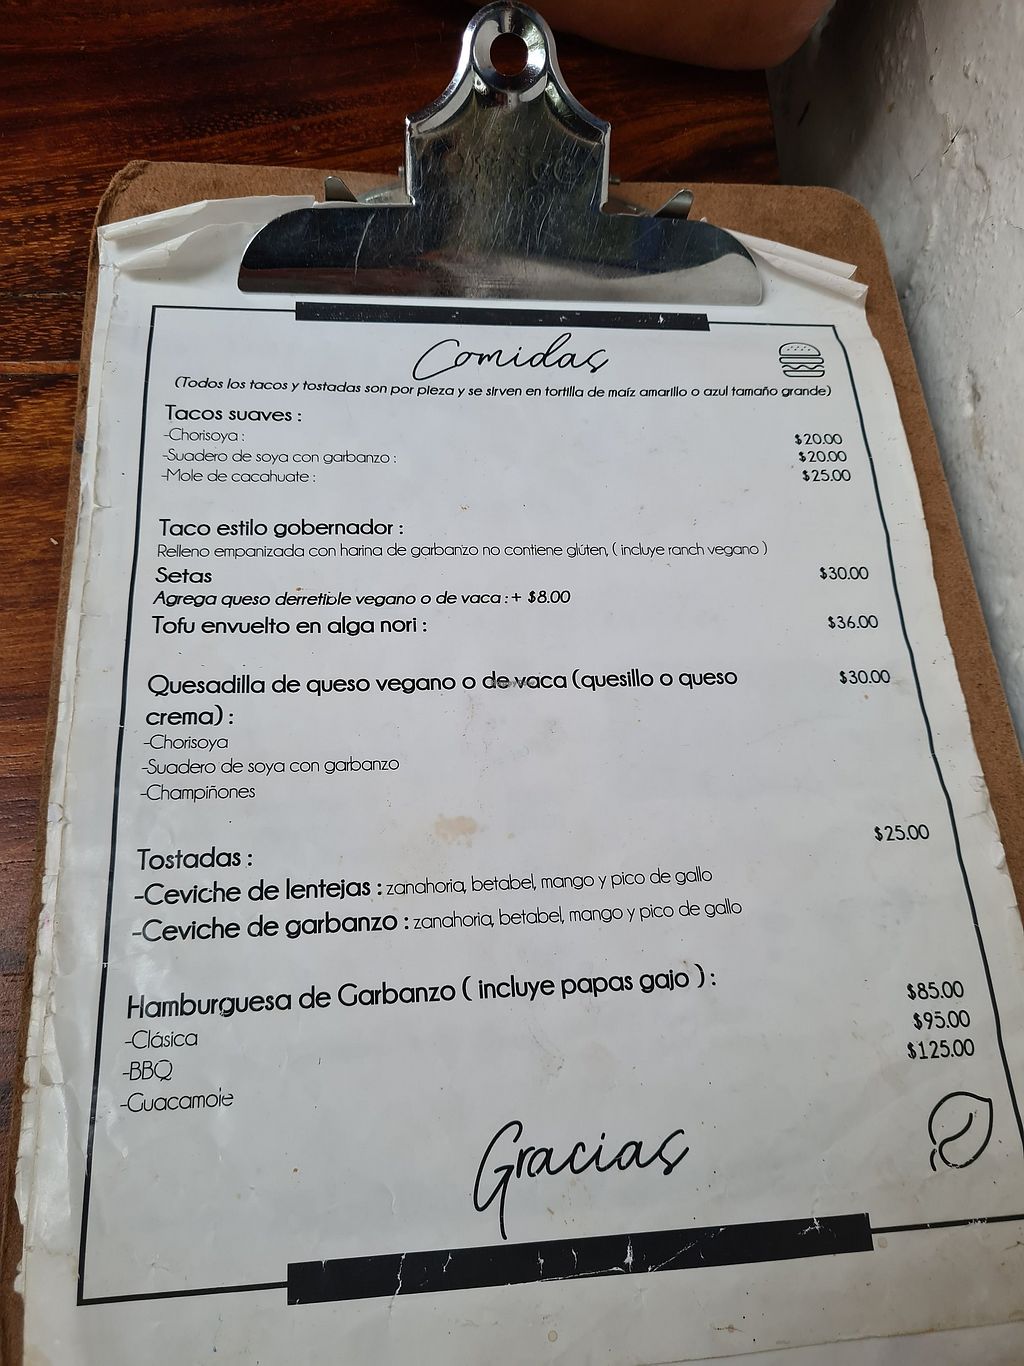 Comidas
(Todos los tacos y tostadas son por pieza y se sirven en tortilla de maíz amarillo o azul tamaño grande)
Tacos suaves :
-Chorisoya : $20.00
-Suadero de soya con garbanzo : $20.00
-Mole de cacahuate : $25.00
Taco estilo gobernador :
Relleno empanizada con harina de garbanzo no contiene glúten, ( incluye ranch vegano )
Setas $30.00
Agrega queso derretible vegano o de vaca : + $8.00
Tofu envuelto en alga nori : $36.00
Quesadilla de queso vegano o de vaca (quesillo o queso $30.00
crema) :
-Chorisoya
-Suadero de soya con garbanzo
-Champiñones
Tostadas : $25.00
-Ceviche de lentejas : zanahoria, betabel, mango y pico de gallo
-Ceviche de garbanzo : zanahoria, betabel, mango y pico de gallo
Hamburguesa de Garbanzo ( incluye papas gajo ) :
-Clásica $85.00
-BBQ $95.00
-Guacamole $125.00
Gracias